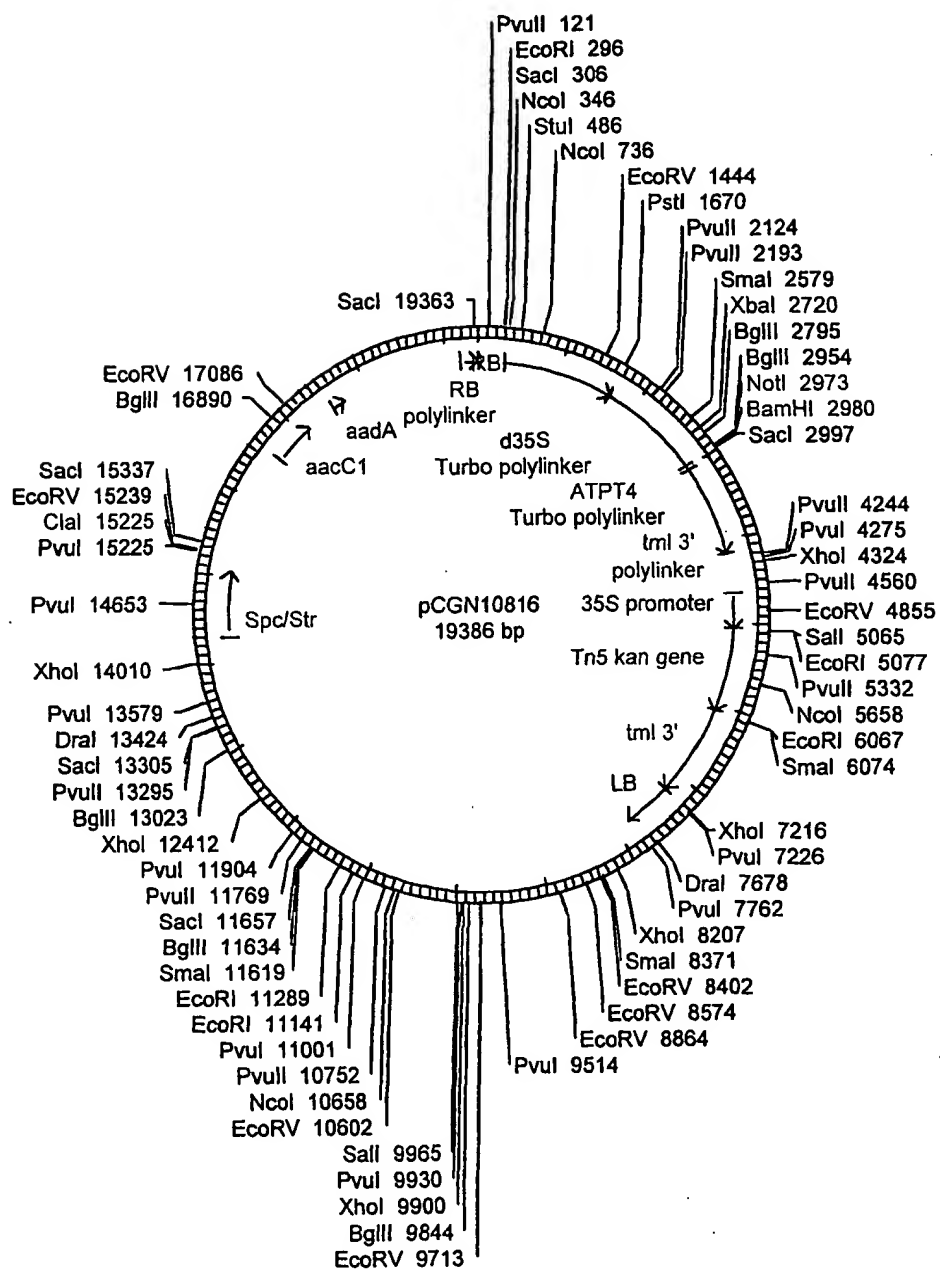 PvuII 121
EcoRI 296
SacI 306
NcoI 346
StuI 486
NcoI 736
EcoRV 1444
PstI 1670
PvuII 2124
PvuII 2193
SmaI 2579
XbaI 2720
BglII 2795
BglII 2954
NotI 2973
BamHI 2980
SacI 2997
PvuII 4244
PvuI 4275
XhoI 4324
PvuII 4560
EcoRV 4855
SalI 5065
EcoRI 5077
PvuII 5332
NcoI 5658
EcoRI 6067
SmaI 6074
XhoI 7216
PvuI 7226
DraI 7678
PvuI 7762
XhoI 8207
SmaI 8371
EcoRV 8402
EcoRV 8574
EcoRV 8864
PvuI 9514
EcoRV 9713
BglII 9844
XhoI 9900
PvuI 9930
SalI 9965
EcoRV 10602
NcoI 10658
PvuII 10752
PvuI 11001
EcoRI 11141
EcoRI 11289
SmaI 11619
BglII 11634
SacI 11657
PvuII 11769
PvuI 11904
XhoI 12412
BglII 13023
PvuII 13295
SacI 13305
DraI 13424
PvuI 13579
XhoI 14010
PvuI 14653
PvuI 15225
ClaI 15225
EcoRV 15239
SacI 15337
BglII 16890
EcoRV 17086
SacI 19363
RB
RB
polylinker
d35S
Turbo polylinker
ATPT4
Turbo polylinker
tml 3'
polylinker
35S promoter
Tn5 kan gene
tml 3'
LB
Spc/Str
aacC1
aadA
pCGN10816
19386 bp